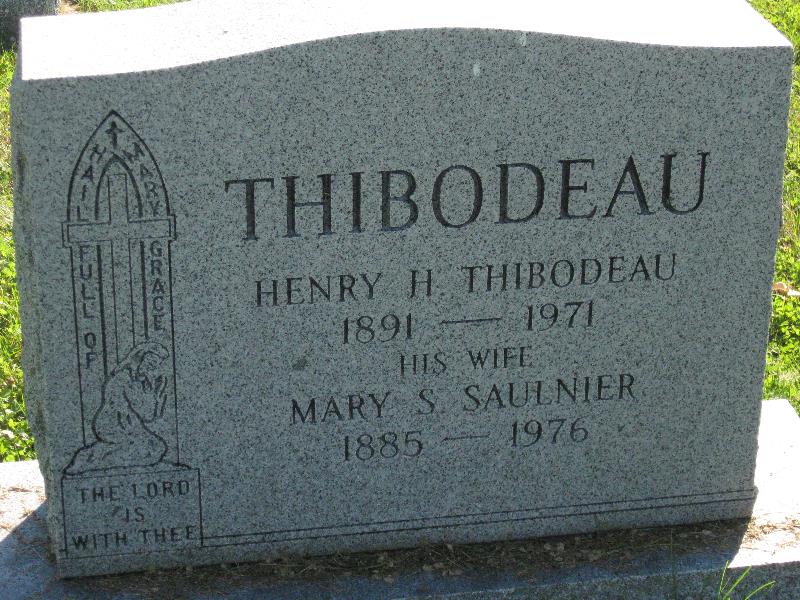 HAIL MARY
FULL OF
GRACE
THE LORD
IS
WITH THEE
THIBODEAU
HENRY H. THIBODEAU
1891 — 1971
HIS WIFE
MARY S. SAULNIER
1885 — 1976